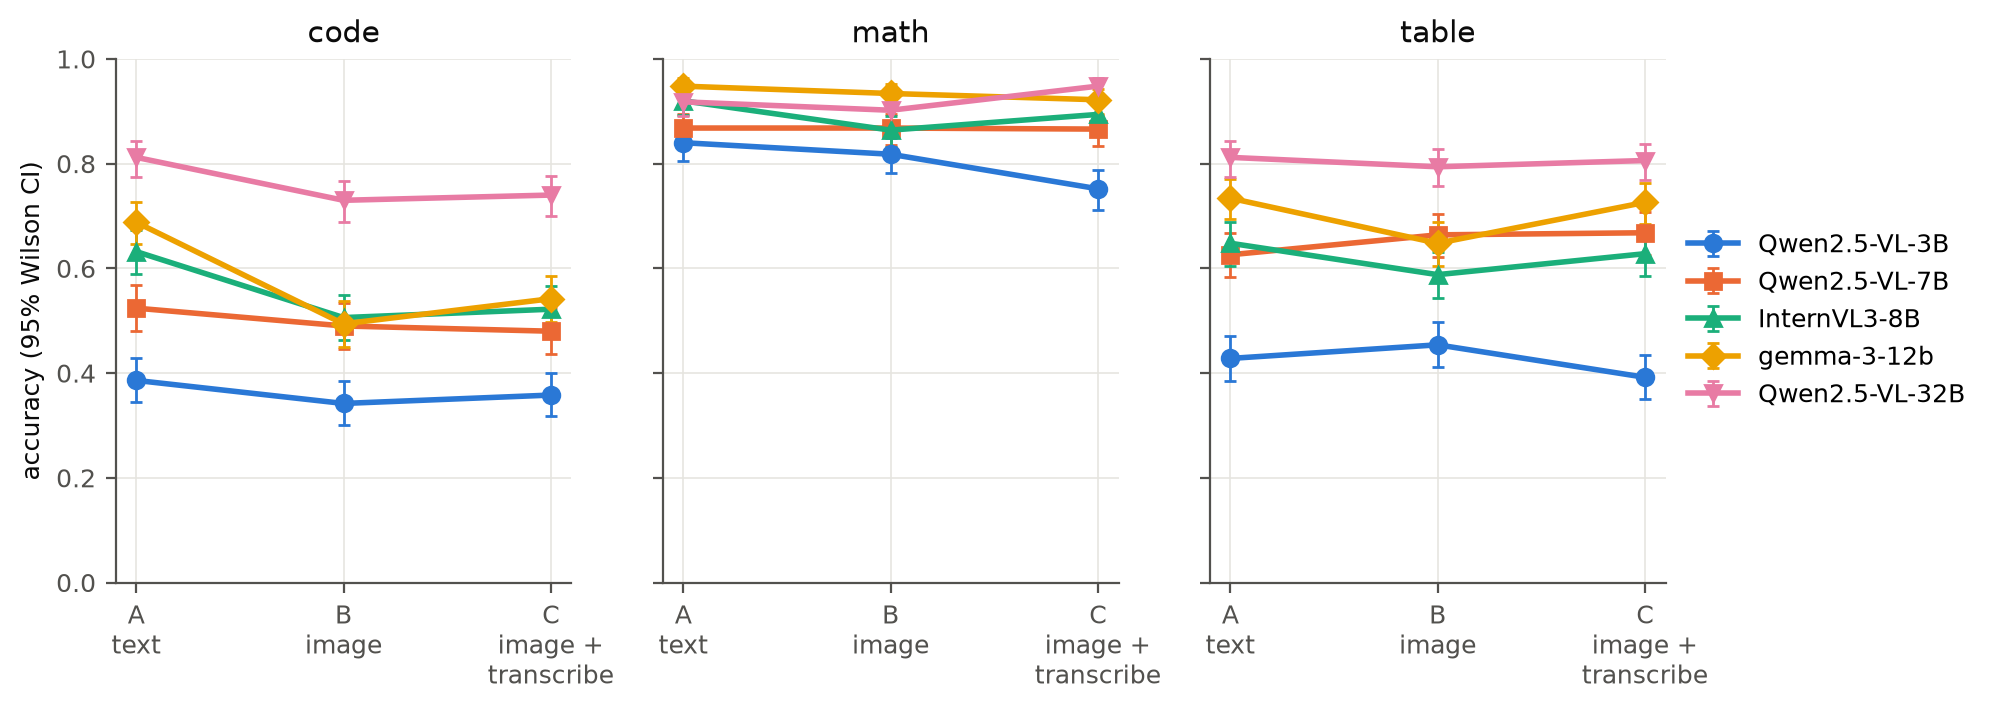 code
math
table
accuracy (95% Wilson CI)
1.0
0.8
0.6
0.4
0.2
0.0
A
text
B
image
C
image +
transcribe
A
text
B
image
C
image +
transcribe
A
text
B
image
C
image +
transcribe
Qwen2.5-VL-3B
Qwen2.5-VL-7B
InternVL3-8B
gemma-3-12b
Qwen2.5-VL-32B